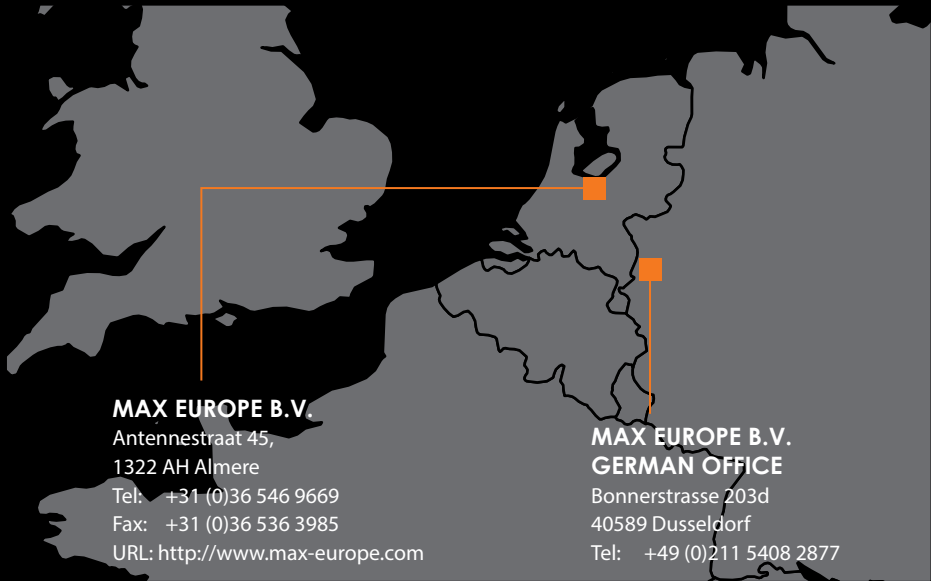 MAX EUROPE B.V.
Antennestraat 45,
1322 AH Almere
Tel: +31 (0)36 546 9669
Fax: +31 (0)36 536 3985
URL: http://www.max-europe.com
MAX EUROPE B.V.
GERMAN OFFICE
Bonnerstrasse 203d
40589 Dusseldorf
Tel: +49 (0)211 5408 2877